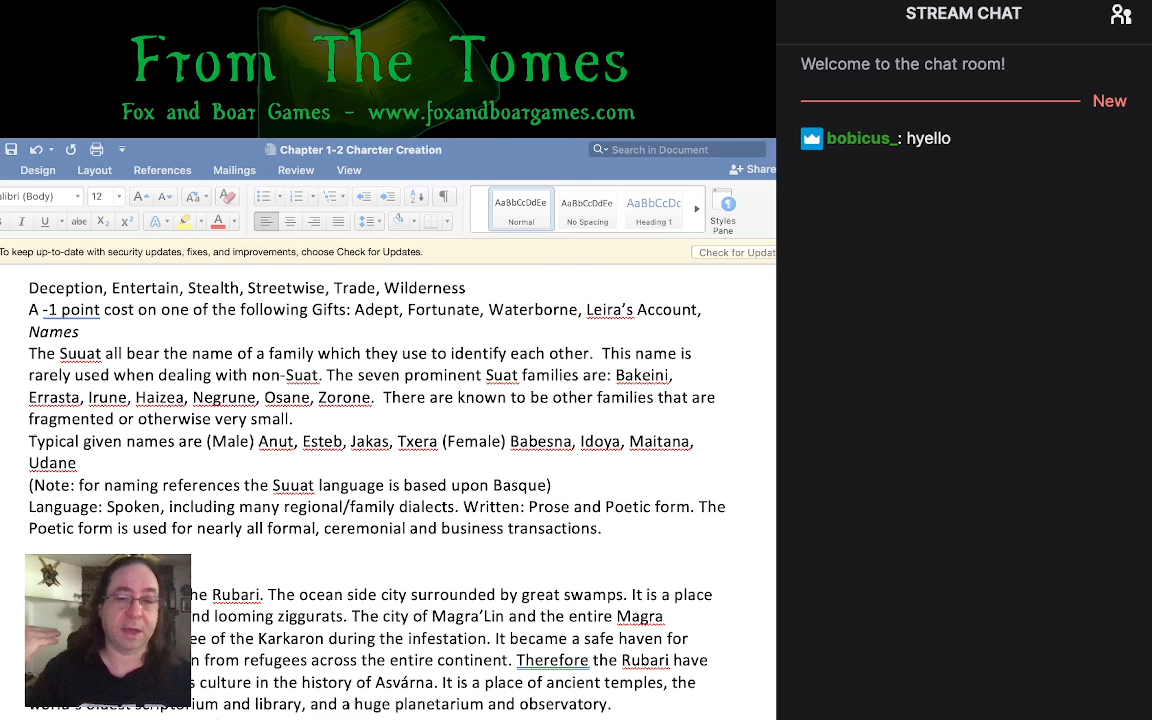 From The Tomes
Fox and Boar Games - www.foxandboargames.com
Chapter 1-2 Charcter Creation
Search in Document
Design Layout References Mailings Review View
Share
alibri (Body) 12
AaBbCcDdEe AaBbCcDdEe AaBbCcDc
Normal No Spacing Heading 1
Styles
Pane
To keep up-to-date with security updates, fixes, and improvements, choose Check for Updates.
Check for Updat
Deception, Entertain, Stealth, Streetwise, Trade, Wilderness
A -1 point cost on one of the following Gifts: Adept, Fortunate, Waterborne, Leira's Account,
Names
The Suuat all bear the name of a family which they use to identify each other. This name is
rarely used when dealing with non-Suat. The seven prominent Suat families are: Bakeini,
Errasta, Irune, Haizea, Negrune, Osane, Zorone. There are known to be other families that are
fragmented or otherwise very small.
Typical given names are (Male) Anut, Esteb, Jakas, Txera (Female) Babesna, Idoya, Maitana,
Udane
(Note: for naming references the Suuat language is based upon Basque)
Language: Spoken, including many regional/family dialects. Written: Prose and Poetic form. The
Poetic form is used for nearly all formal, ceremonial and business transactions.
he Rubari. The ocean side city surrounded by great swamps. It is a place
nd looming ziggurats. The city of Magra'Lin and the entire Magra
ee of the Karkaron during the infestation. It became a safe haven for
n from refugees across the entire continent. Therefore the Rubari have
s culture in the history of Asvárna. It is a place of ancient temples, the
world's oldest scriptorium and library, and a huge planetarium and observatory.
STREAM CHAT
Welcome to the chat room!
New
bobicus_: hyello